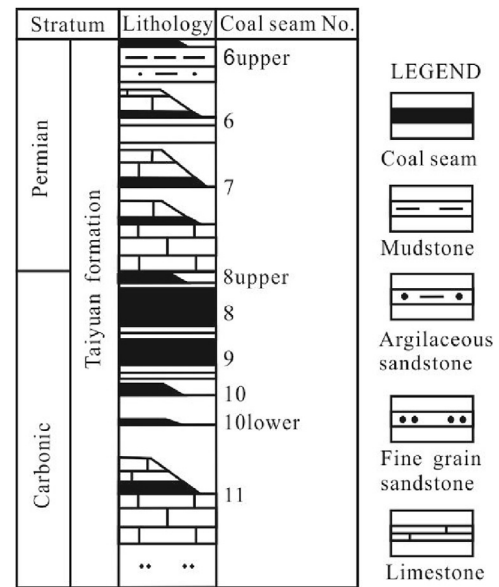 Stratum Lithology Coal seam No.
Permian
Carbonic
Taiyuan formation
6upper
6
7
8upper
8
9
10
10lower
11
LEGEND
Coal seam
Mudstone
Argilaceous
sandstone
Fine grain
sandstone
Limestone